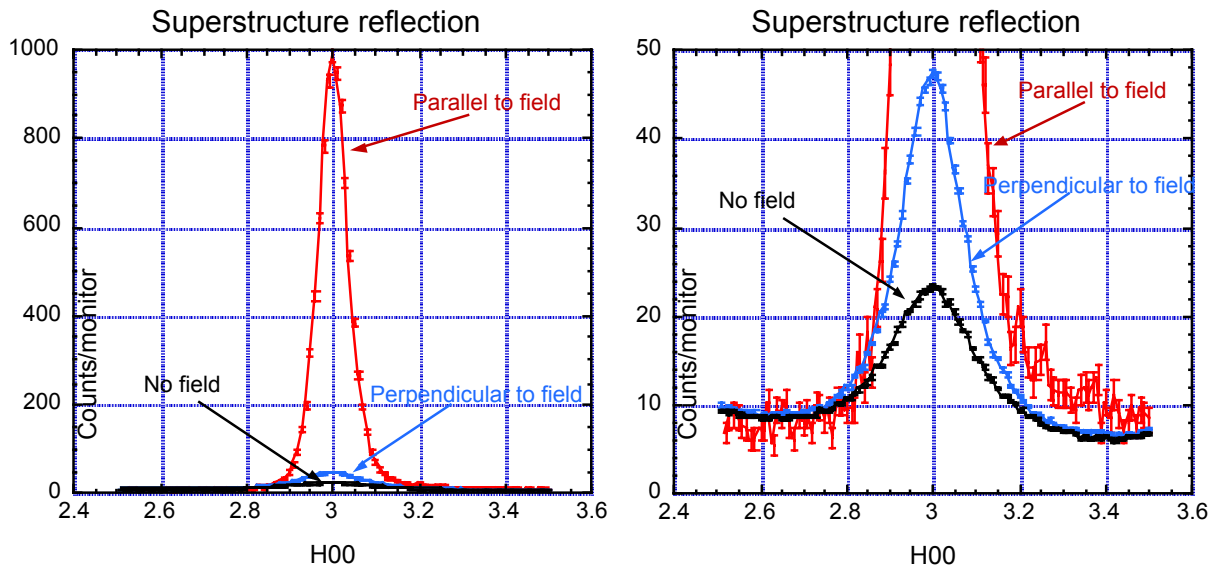 Superstructure reflection
1000
800
600
400
200
0
Counts/monitor
Parallel to field
No field
Perpendicular to field
2.4 2.6 2.8 3 3.2 3.4 3.6
H00
Superstructure reflection
50
40
30
20
10
0
Counts/monitor
Parallel to field
No field
Perpendicular to field
2.4 2.6 2.8 3 3.2 3.4 3.6
H00